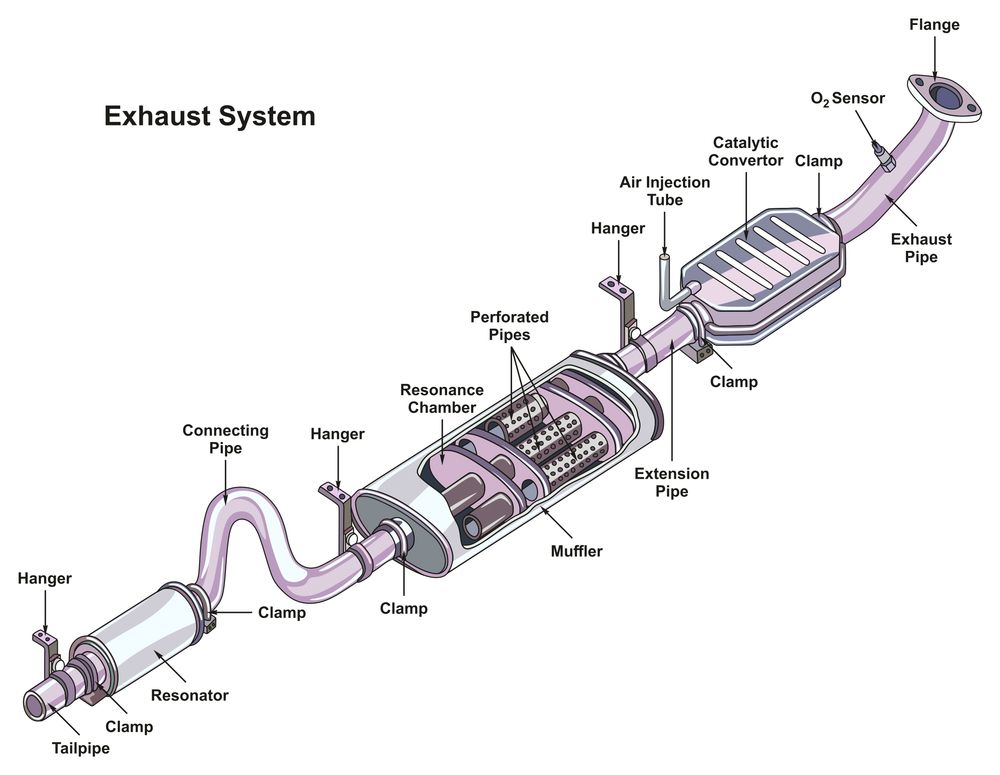 Flange
O2 Sensor
Exhaust System
Catalytic
Convertor
Clamp
Air Injection
Tube
Hanger
Exhaust
Pipe
Perforated
Pipes
Clamp
Resonance
Chamber
Connecting
Pipe
Hanger
Extension
Pipe
Muffler
Hanger
Clamp
Clamp
Resonator
Clamp
Tailpipe